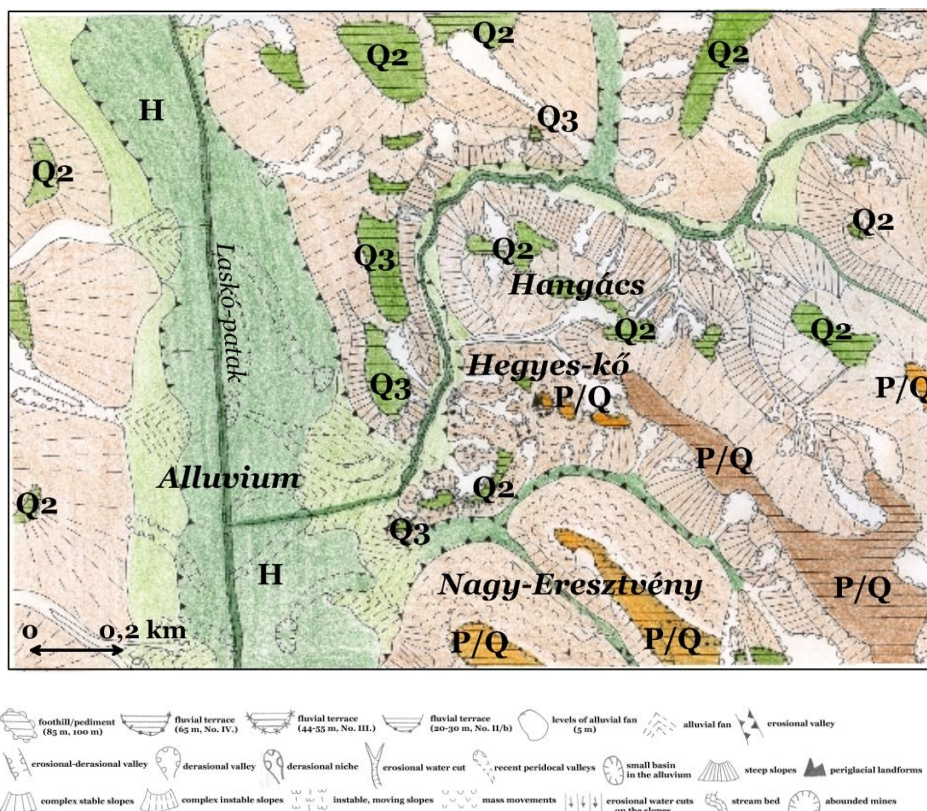 Q2
Q2
Q2
H
Q3
Q2
Q2
Q2
Q3
Hangács
Laskó-patak
Q2
Q2
Hegyes-kő
P/Q
Q3
P/Q
P/Q
Alluvium
Q2
Q2
Q3
H
Nagy-Eresztvény
P/Q
P/Q
P/Q
0 0,2 km
foothill/pediment
(85 m, 100 m)
fluvial terrace
(65 m, No. IV.)
fluvial terrace
(44-55 m, No. III.)
fluvial terrace
(20-30 m, No. II/b)
levels of alluvial fan
(5 m)
alluvial fan
erosional valley
erosional-derasional valley
derasional valley
derasional niche
erosional water cut
recent peridocal valleys
small basin
in the alluvium
steep slopes
periglacial landforms
complex stable slopes
complex instable slopes
instable, moving slopes
mass movements
erosional water cuts
on the slopes
stream bed
abounded mines